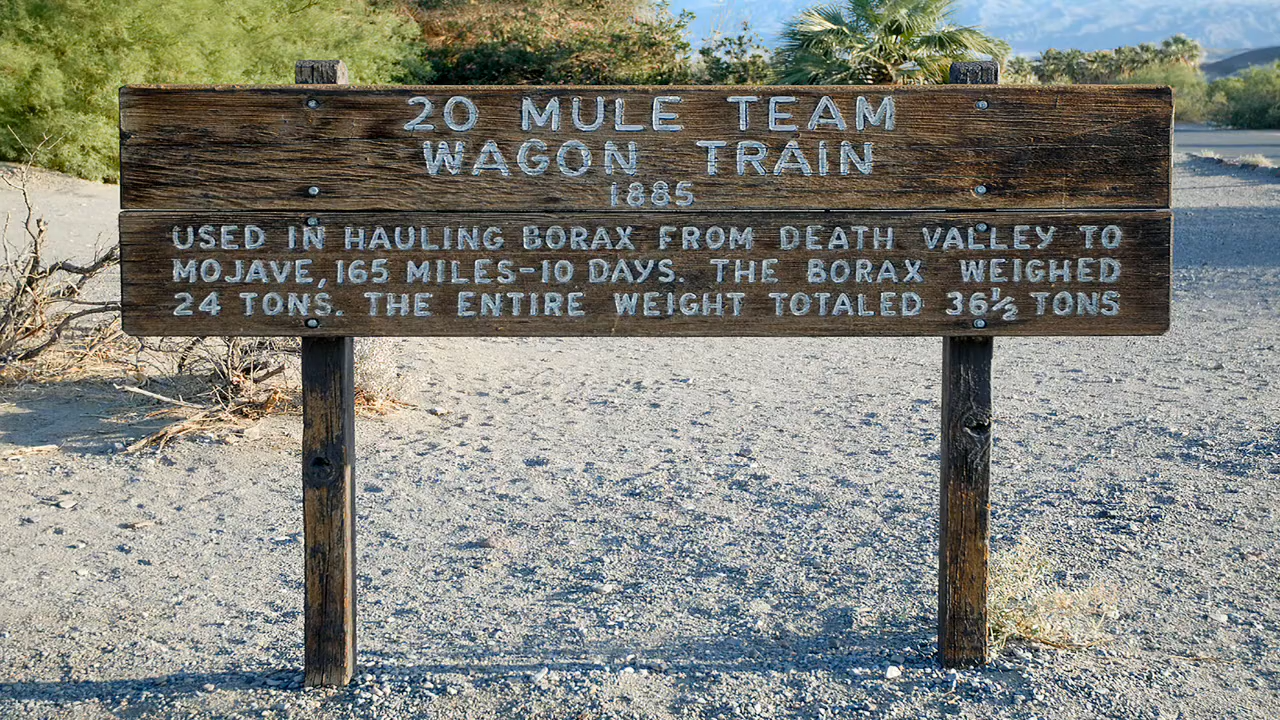 20 MULE TEAM
WAGON TRAIN
1885
USED IN HAULING BORAX FROM DEATH VALLEY TO
MOJAVE, 165 MILES-10 DAYS. THE BORAX WEIGHED
24 TONS. THE ENTIRE WEIGHT TOTALED 36½ TONS